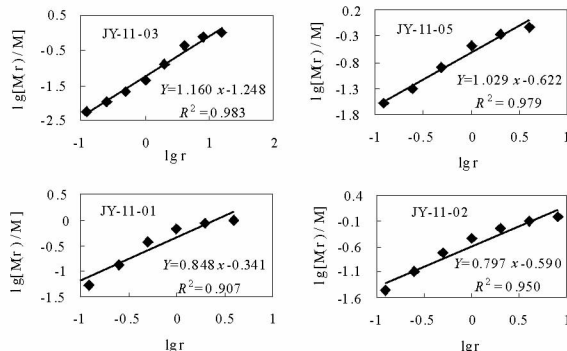 JY-11-03
lg[M(r)/M]
0.5
-0.5
-1.5
-2.5
Y=1.160 x-1.248
R² = 0.983
-1
0
1
2
lg r
JY-11-05
lg[M(r)/M]
-0.3
-0.8
-1.3
-1.8
Y=1.029 x-0.622
R² = 0.979
-1
-0.5
0
0.5
1
lg r
JY-11-01
lg[M(r)/M]
0.5
0
-0.5
-1
-1.5
Y=0.848 x-0.341
R²= 0.907
-1
-0.5
0
0.5
1
lg r
JY-11-02
lg[M(r)/M]
0.4
-0.1
-0.6
-1.1
-1.6
Y=0.797 x-0.590
R² = 0.950
-1
-0.5
0
0.5
1
lg r